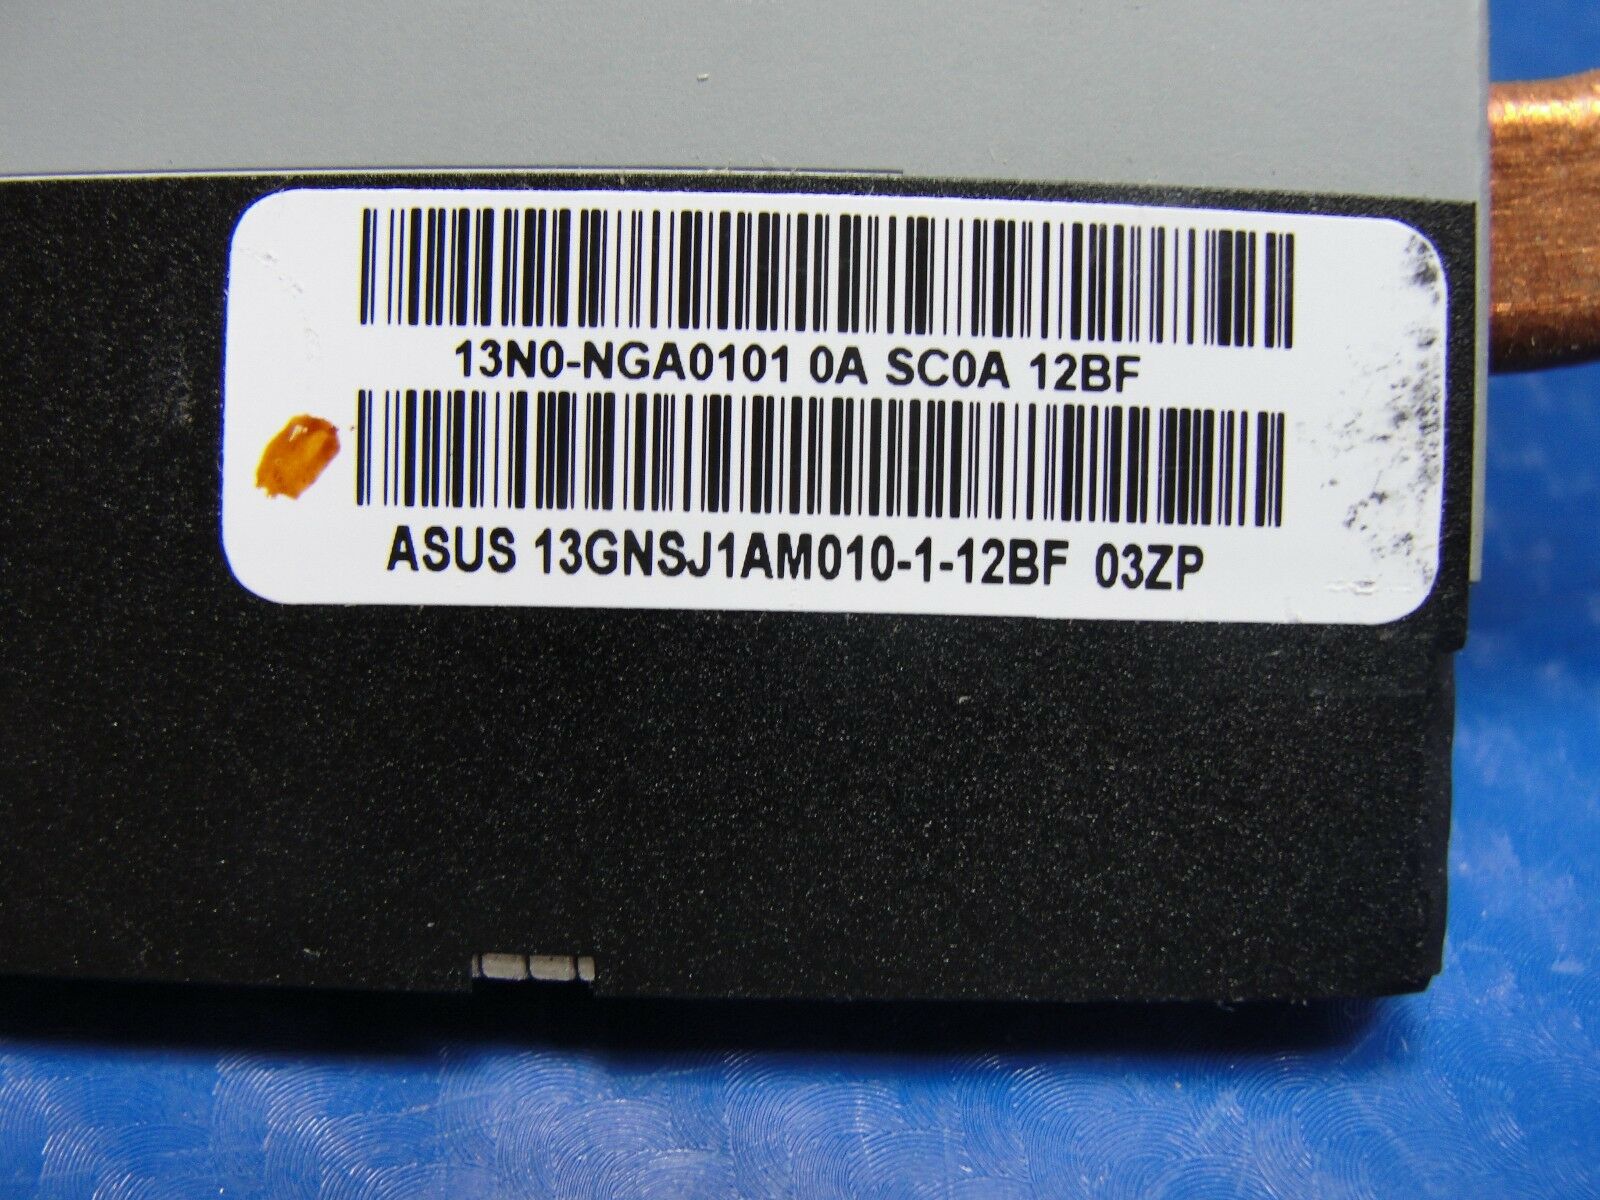 13N0-NGA0101 0A SC0A 12BF
ASUS 13GNSJ1AM010-1-12BF 03ZP